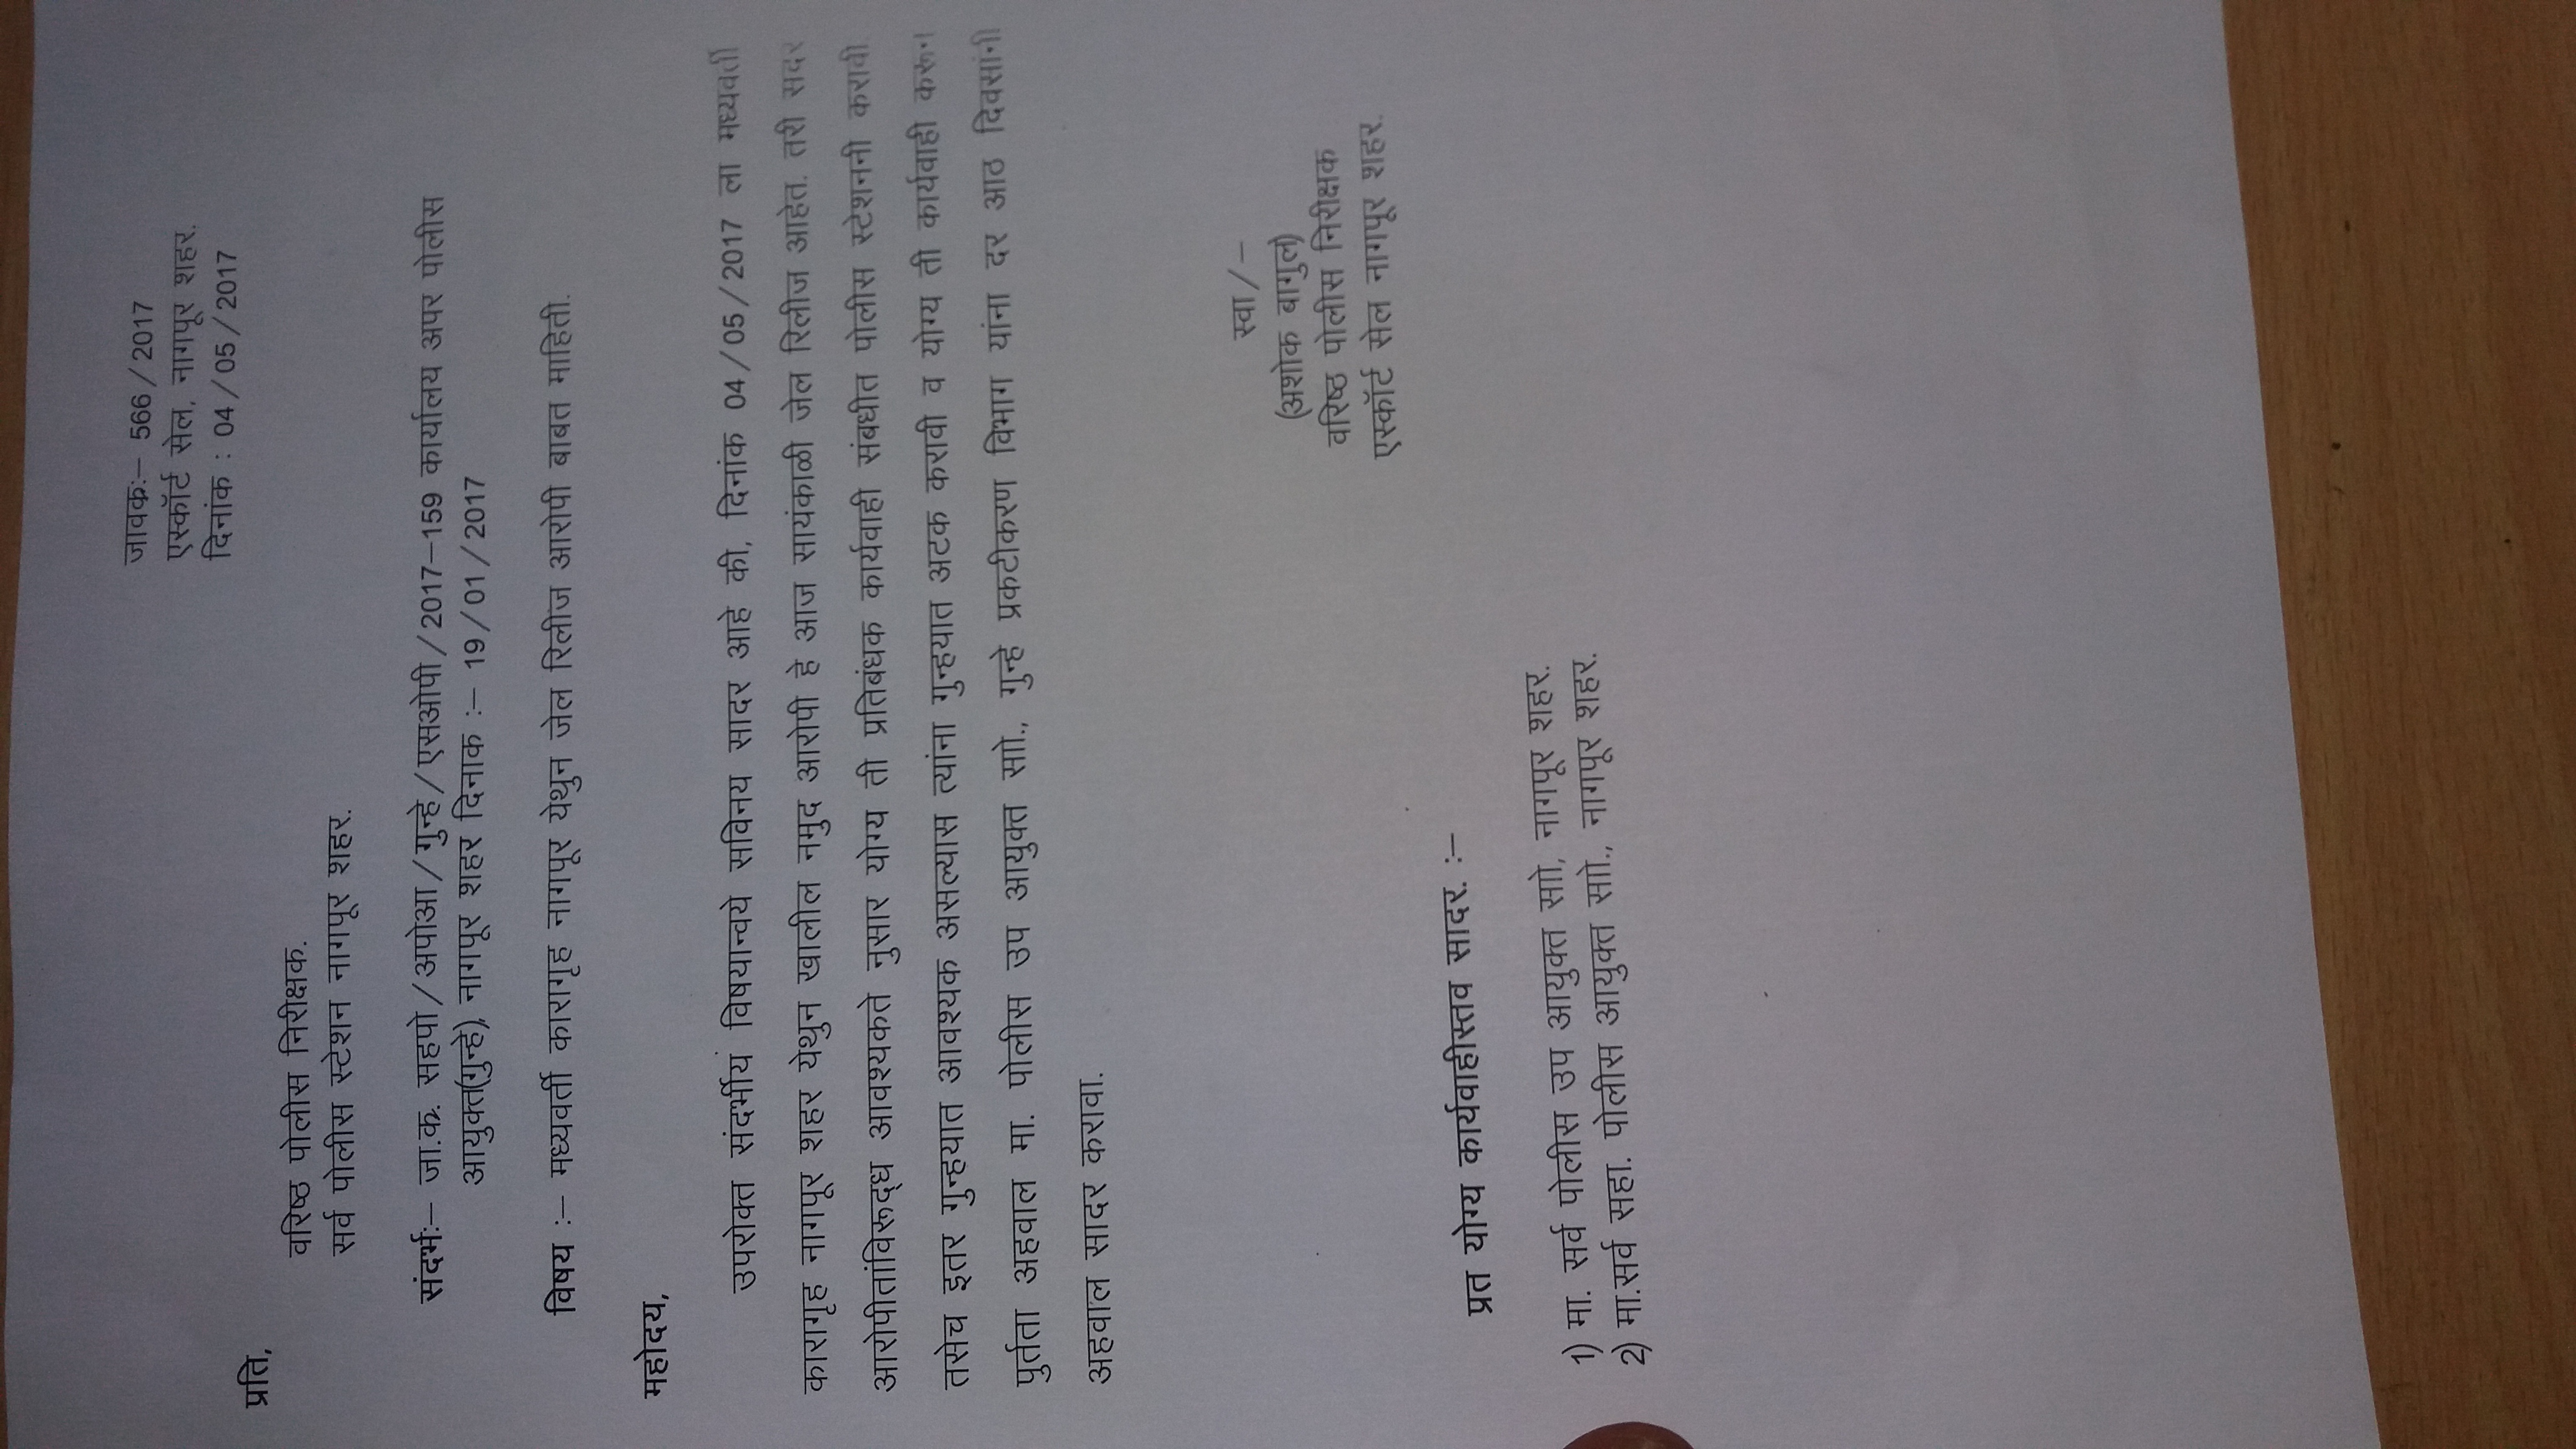 जावकः– 566/2017
एस्कॉर्ट सेल, नागपूर शहर.
दिनांक : 04/05/2017
प्रति,
वरिष्ठ पोलीस निरीक्षक.
सर्व पोलीस स्टेशन नागपूर शहर.
संदर्भः– जा.क्र. सहपो/अपोआ/गुन्हे/एसओपी/2017–159 कार्यालय अपर पोलीस
आयुक्त(गुन्हे), नागपूर शहर दिनाक :– 19/01/2017
विषय :– मध्यवर्ती कारागृह नागपूर येथुन जेल रिलीज आरोपी बाबत माहिती.
महोदय,
उपरोक्त संदर्भीय विषयान्वये सविनय सादर आहे की, दिनांक 04/05/2017 ला मध्यवर्ती
कारागृह नागपूर शहर येथुन खालील नमुद आरोपी हे आज सायंकाळी जेल रिलीज आहेत. तरी सदर
आरोपीतांविरूद्ध आवश्यकते नुसार योग्य ती प्रतिबंधक कार्यवाही संबधीत पोलीस स्टेशननी करावी
तसेच इतर गुन्हयात आवश्यक असल्यास त्यांना गुन्हयात अटक करावी व योग्य ती कार्यवाही करून
पुर्तता अहवाल मा. पोलीस उप आयुक्त सो., गुन्हे प्रकटीकरण विभाग यांना दर आठ दिवसांनी
अहवाल सादर करावा.
स्वा/–
(अशोक बागुल)
वरिष्ठ पोलीस निरीक्षक
एस्कॉर्ट सेल नागपूर शहर.
प्रत योग्य कार्यवाहीस्तव सादर :–
1) मा. सर्व पोलीस उप आयुक्त सो, नागपूर शहर.
2) मा.सर्व सहा. पोलीस आयुक्त सो., नागपूर शहर.